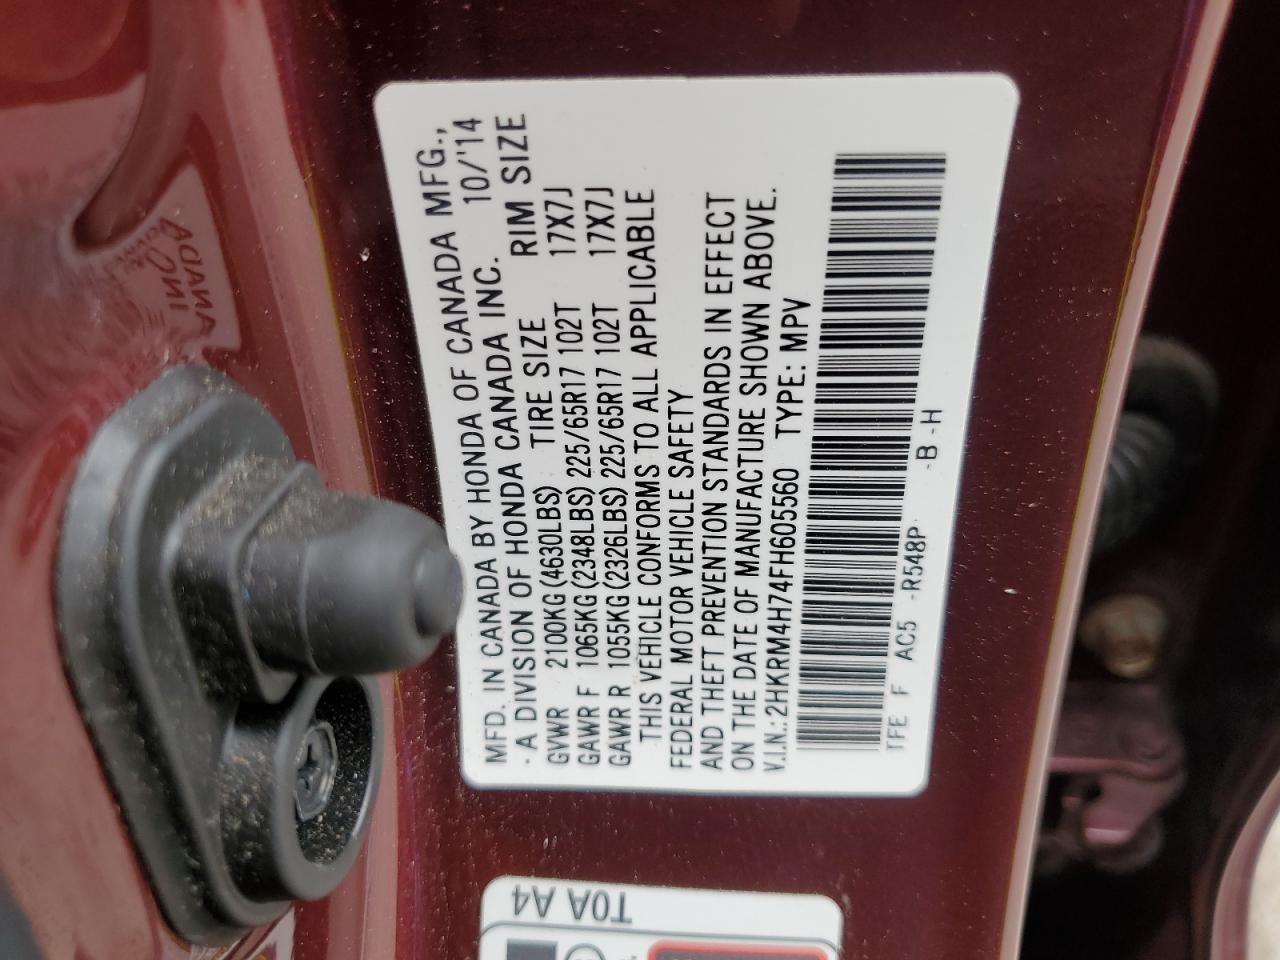 MFD. IN CANADA BY HONDA OF CANADA MFG.,
- A DIVISION OF HONDA CANADA INC. 10/'14
GVWR 2100KG(4630LBS) TIRE SIZE RIM SIZE
GAWR F 1065KG(2348LBS) 225/65R17 102T 17X7J
GAWR R 1055KG(2326LBS) 225/65R17 102T 17X7J
THIS VEHICLE CONFORMS TO ALL APPLICABLE
FEDERAL MOTOR VEHICLE SAFETY
AND THEFT PREVENTION STANDARDS IN EFFECT
ON THE DATE OF MANUFACTURE SHOWN ABOVE.
V.I.N.:2HKRM4H74FH605560 TYPE: MPV
TFE F AC5 -R548P -B -H
T0A A4